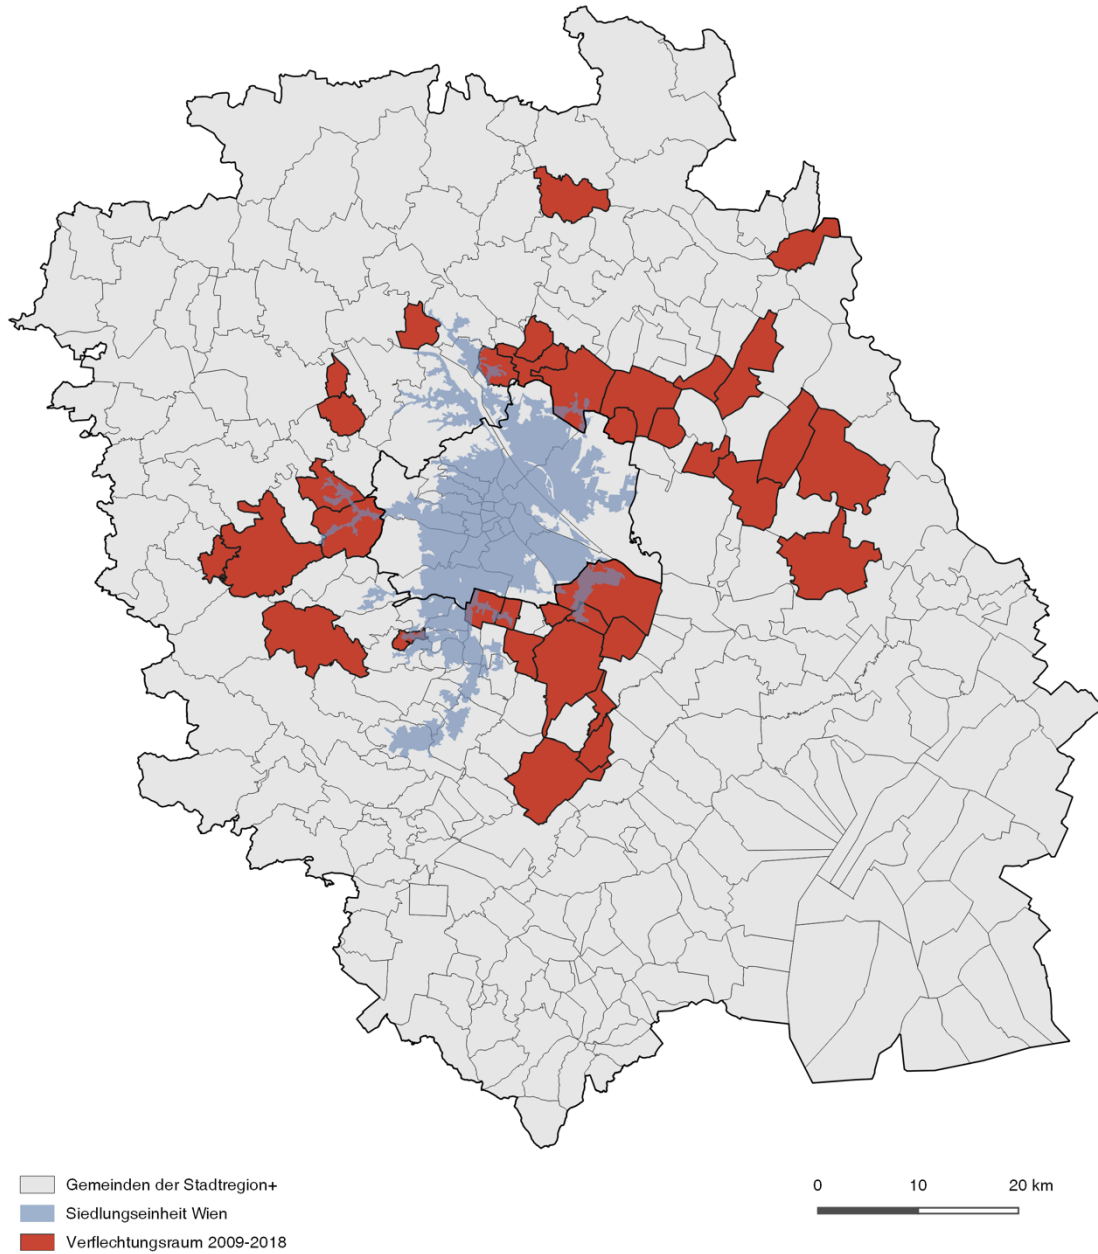 Gemeinden der Stadtregion+
Siedlungseinheit Wien
Verflechtungsraum 2009-2018
0 10 20 km